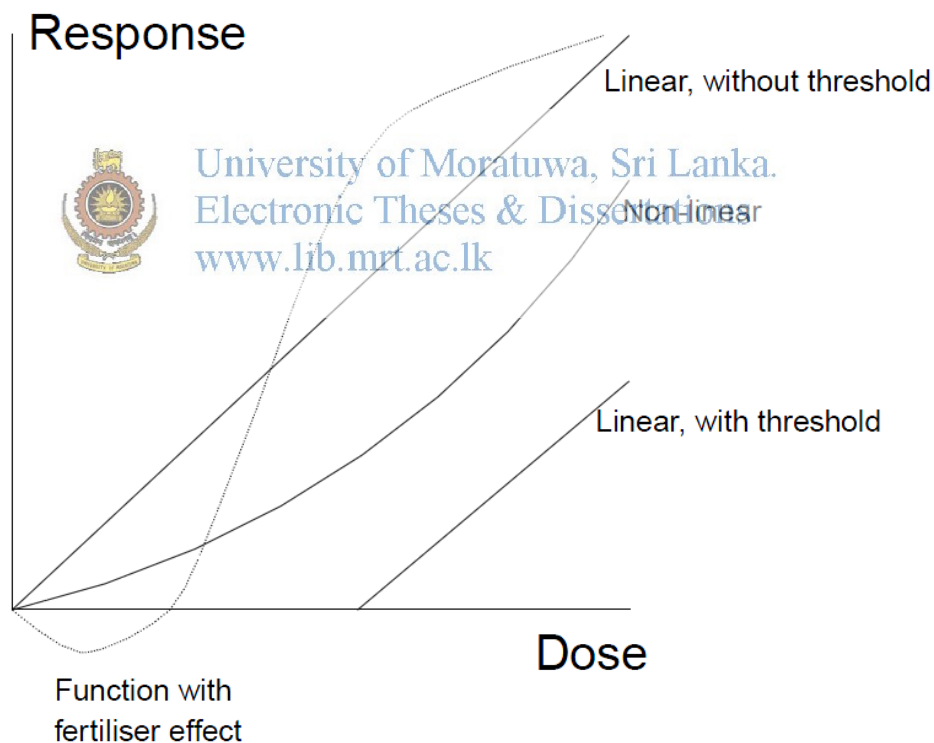 Response
Linear, without threshold
University of Moratuwa, Sri Lanka.
Electronic Theses & Dissertations
Non-linear
www.lib.mrt.ac.lk
Linear, with threshold
Dose
Function with
fertiliser effect